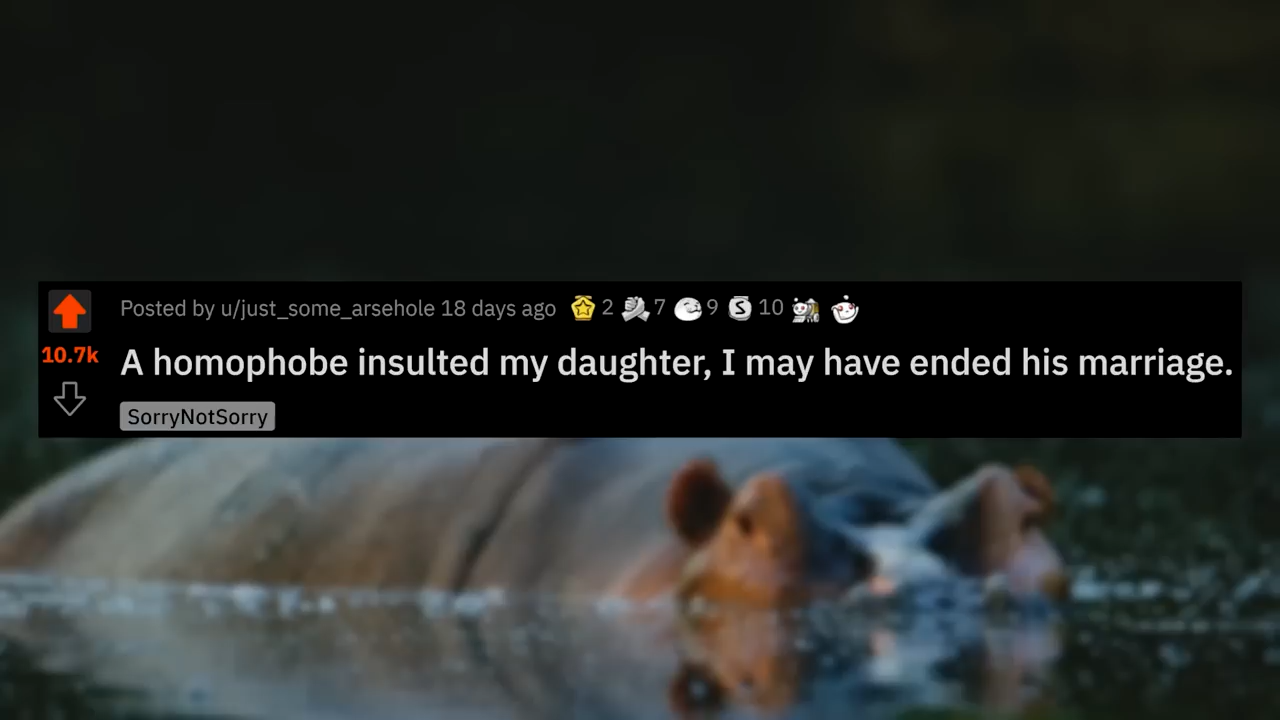 Posted by u/just_some_arsehole 18 days ago 2 7 9 S 10
10.7k
A homophobe insulted my daughter, I may have ended his marriage.
SorryNotSorry